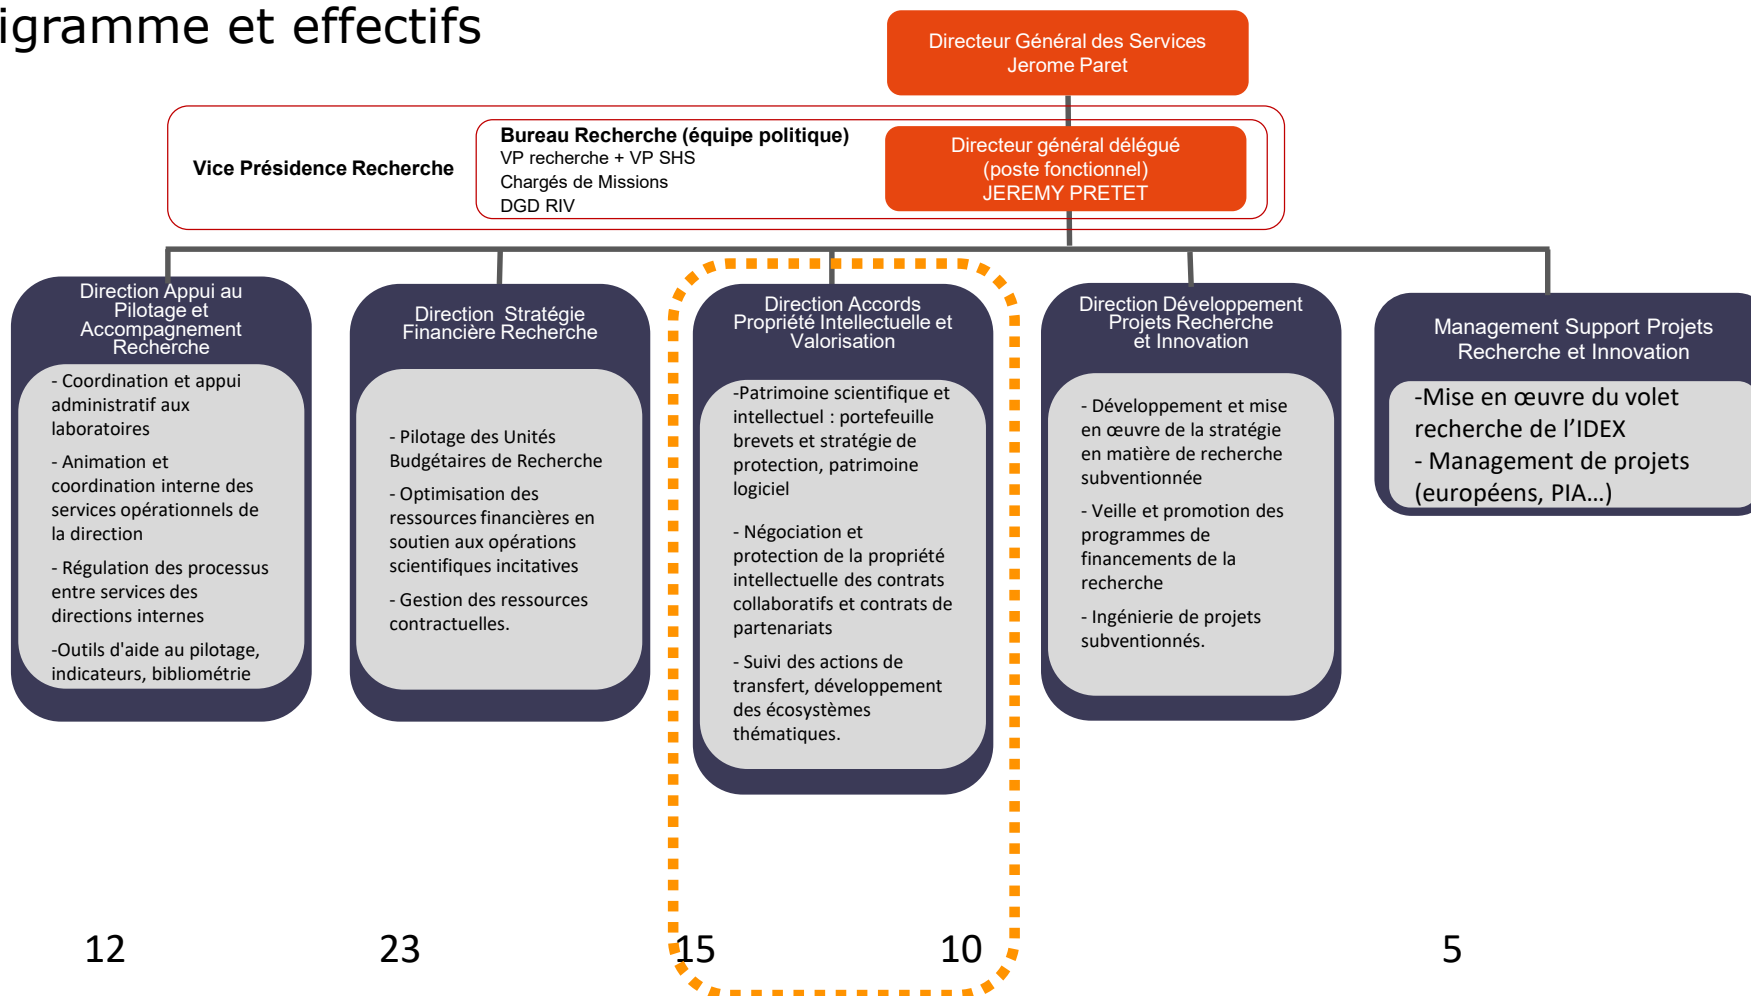 igramme et effectifs
Directeur Général des Services
Jerome Paret
Vice Présidence Recherche
Bureau Recherche (équipe politique)
VP recherche + VP SHS
Chargés de Missions
DGD RIV
Directeur général délégué
(poste fonctionnel)
JEREMY PRETET
Direction Appui au
Pilotage et
Accompagnement
Recherche
- Coordination et appui
administratif aux
laboratoires
- Animation et
coordination interne des
services opérationnels de
la direction
- Régulation des processus
entre services des
directions internes
-Outils d'aide au pilotage,
indicateurs, bibliométrie
Direction  Stratégie
Financière Recherche
- Pilotage des Unités
Budgétaires de Recherche
- Optimisation des
ressources financières en
soutien aux opérations
scientifiques incitatives
- Gestion des ressources
contractuelles.
Direction Accords
Propriété Intellectuelle et
Valorisation
-Patrimoine scientifique et
intellectuel : portefeuille
brevets et stratégie de
protection, patrimoine
logiciel
- Négociation et
protection de la propriété
intellectuelle des contrats
collaboratifs et contrats de
partenariats
- Suivi des actions de
transfert, développement
des écosystèmes
thématiques.
Direction Développement
Projets Recherche
et Innovation
- Développement et mise
en œuvre de la stratégie
en matière de recherche
subventionnée
- Veille et promotion des
programmes de
financements de la
recherche
- Ingénierie de projets
subventionnés.
Management Support Projets
Recherche et Innovation
-Mise en œuvre du volet
recherche de l’IDEX
- Management de projets
(européens, PIA…)
12
23
15
10
5